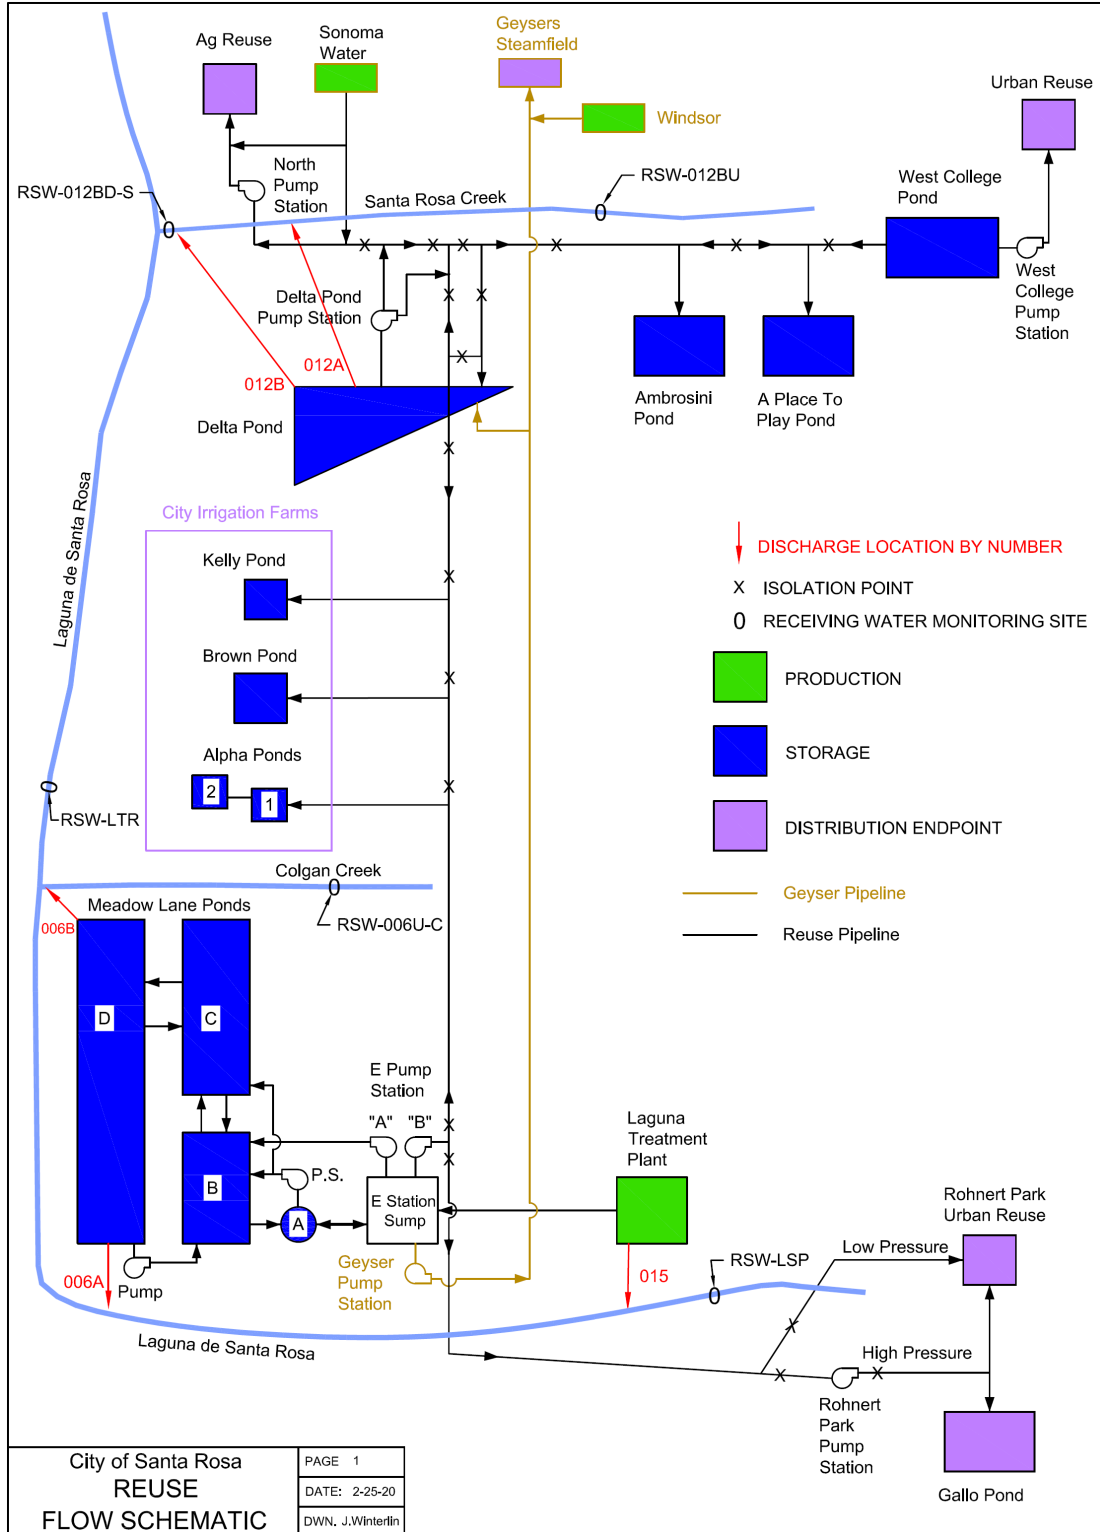 Ag Reuse
Sonoma
Water
Geysers
Steamfield
Urban Reuse
Windsor
RSW-012BD-S
North
Pump
Station
Santa Rosa Creek
RSW-012BU
West College
Pond
West
College
Pump
Station
Delta Pond
Pump Station
012B
012A
Delta Pond
Ambrosini
Pond
A Place To
Play Pond
Laguna de Santa Rosa
City Irrigation Farms
Kelly Pond
Brown Pond
Alpha Ponds
2
1
DISCHARGE LOCATION BY NUMBER
X ISOLATION POINT
0 RECEIVING WATER MONITORING SITE
PRODUCTION
STORAGE
DISTRIBUTION ENDPOINT
Geyser Pipeline
Reuse Pipeline
RSW-LTR
Colgan Creek
RSW-006U-C
Meadow Lane Ponds
006B
D
C
B
A
E Pump
Station
"A"
"B"
P.S.
E Station
Sump
Laguna
Treatment
Plant
Geyser
Pump
Station
Pump
006A
015
RSW-LSP
Laguna de Santa Rosa
Rohnert Park
Urban Reuse
Low Pressure
High Pressure
Rohnert
Park
Pump
Station
Gallo Pond
City of Santa Rosa
REUSE
FLOW SCHEMATIC
PAGE 1
DATE: 2-25-20
DWN. J.Winterlin